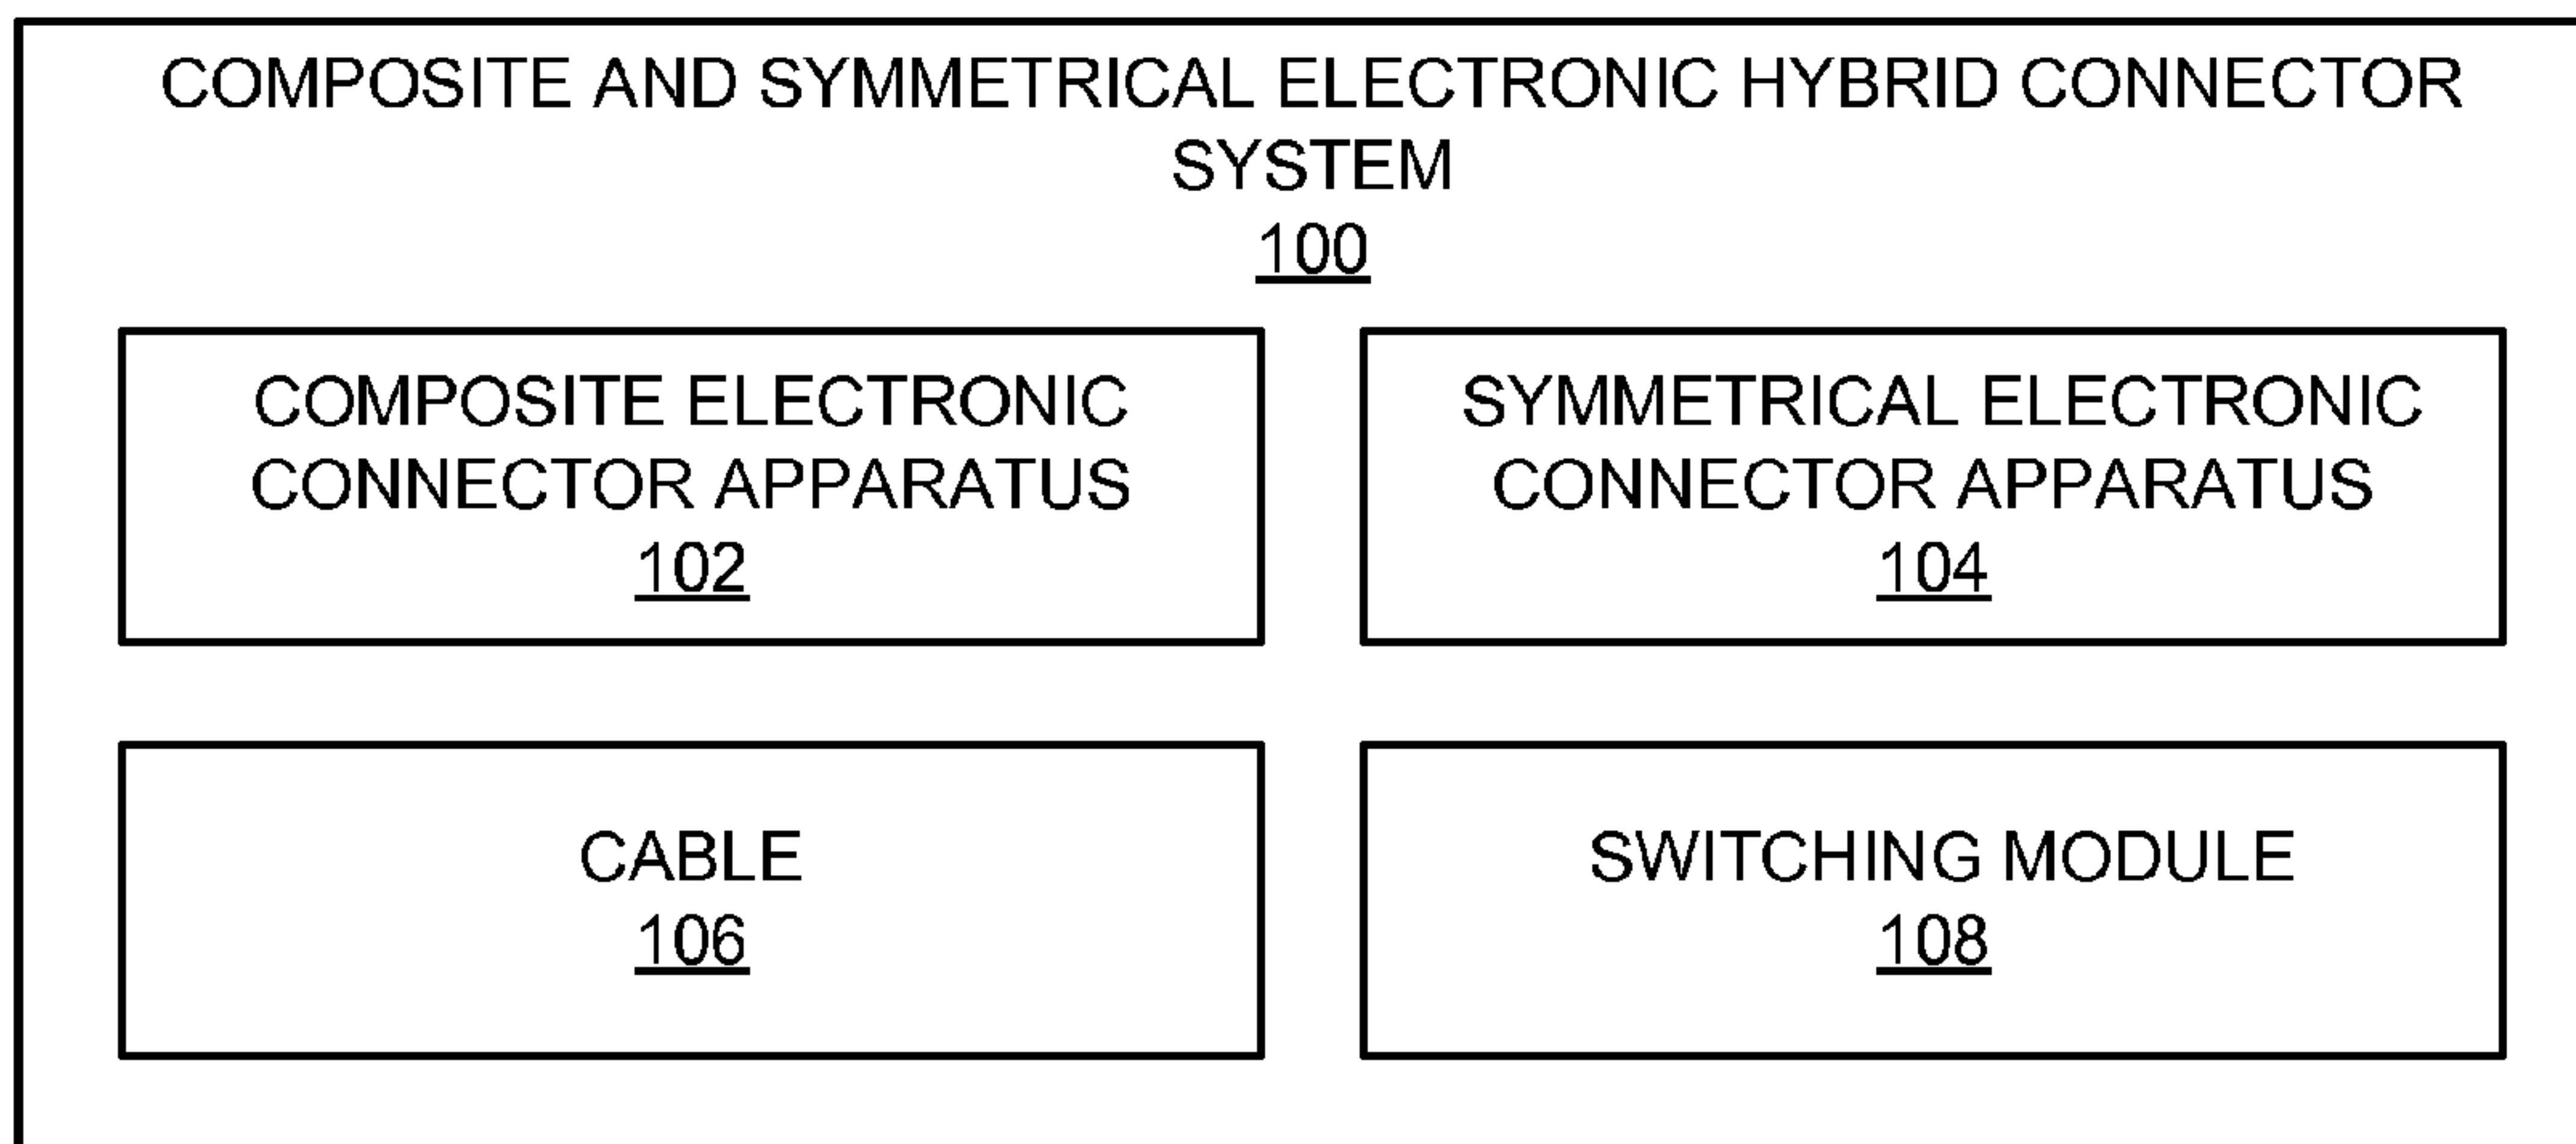 COMPOSITE AND SYMMETRICAL ELECTRONIC HYBRID CONNECTOR
SYSTEM
100
COMPOSITE ELECTRONIC
CONNECTOR APPARATUS
102
SYMMETRICAL ELECTRONIC
CONNECTOR APPARATUS
104
CABLE
106
SWITCHING MODULE
108